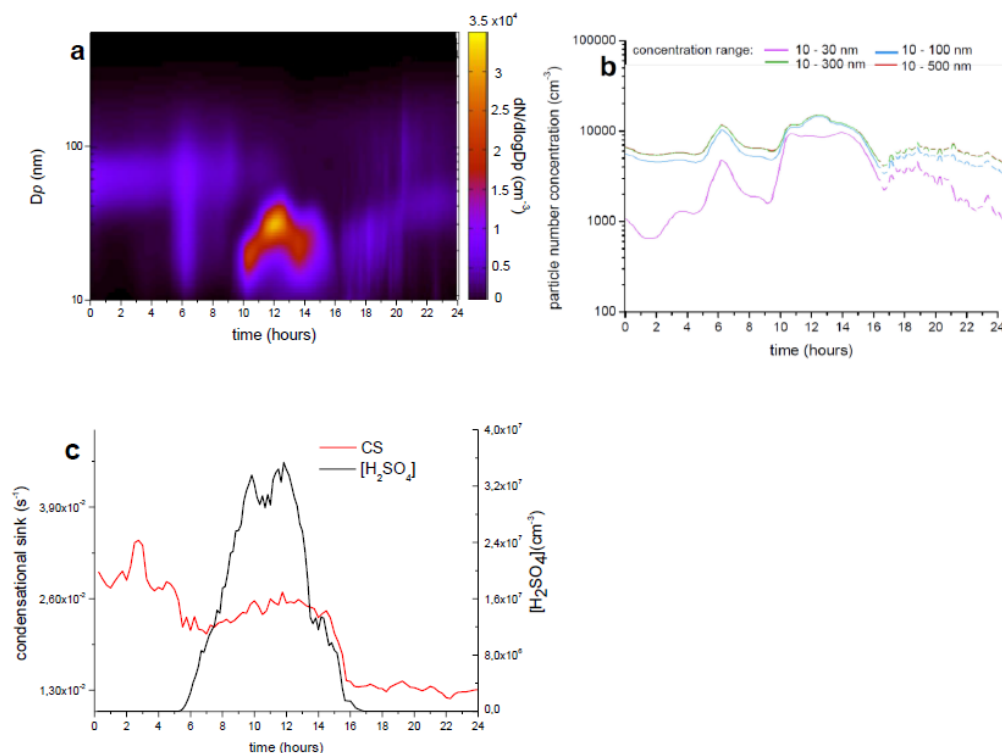 a
Dp (nm)
100
10
0 2 4 6 8 10 12 14 16 18 20 22 24
time (hours)
3.5 x10⁴
3
2.5
2
1.5
1
0.5
0
dN/dlogDp (cm⁻³)
b
concentration range: 10 - 30 nm 10 - 100 nm
10 - 300 nm 10 - 500 nm
particle number concentration (cm⁻³)
100000
10000
1000
100
0 2 4 6 8 10 12 14 16 18 20 22 24
time (hours)
c
CS
[H₂SO₄]
condensational sink (s⁻¹)
3,90x10⁻²
2,60x10⁻²
1,30x10⁻²
4,0x10⁷
3,2x10⁷
2,4x10⁷
1,6x10⁷
8,0x10⁶
0,0
[H₂SO₄](cm⁻³)
0 2 4 6 8 10 12 14 16 18 20 22 24
time (hours)